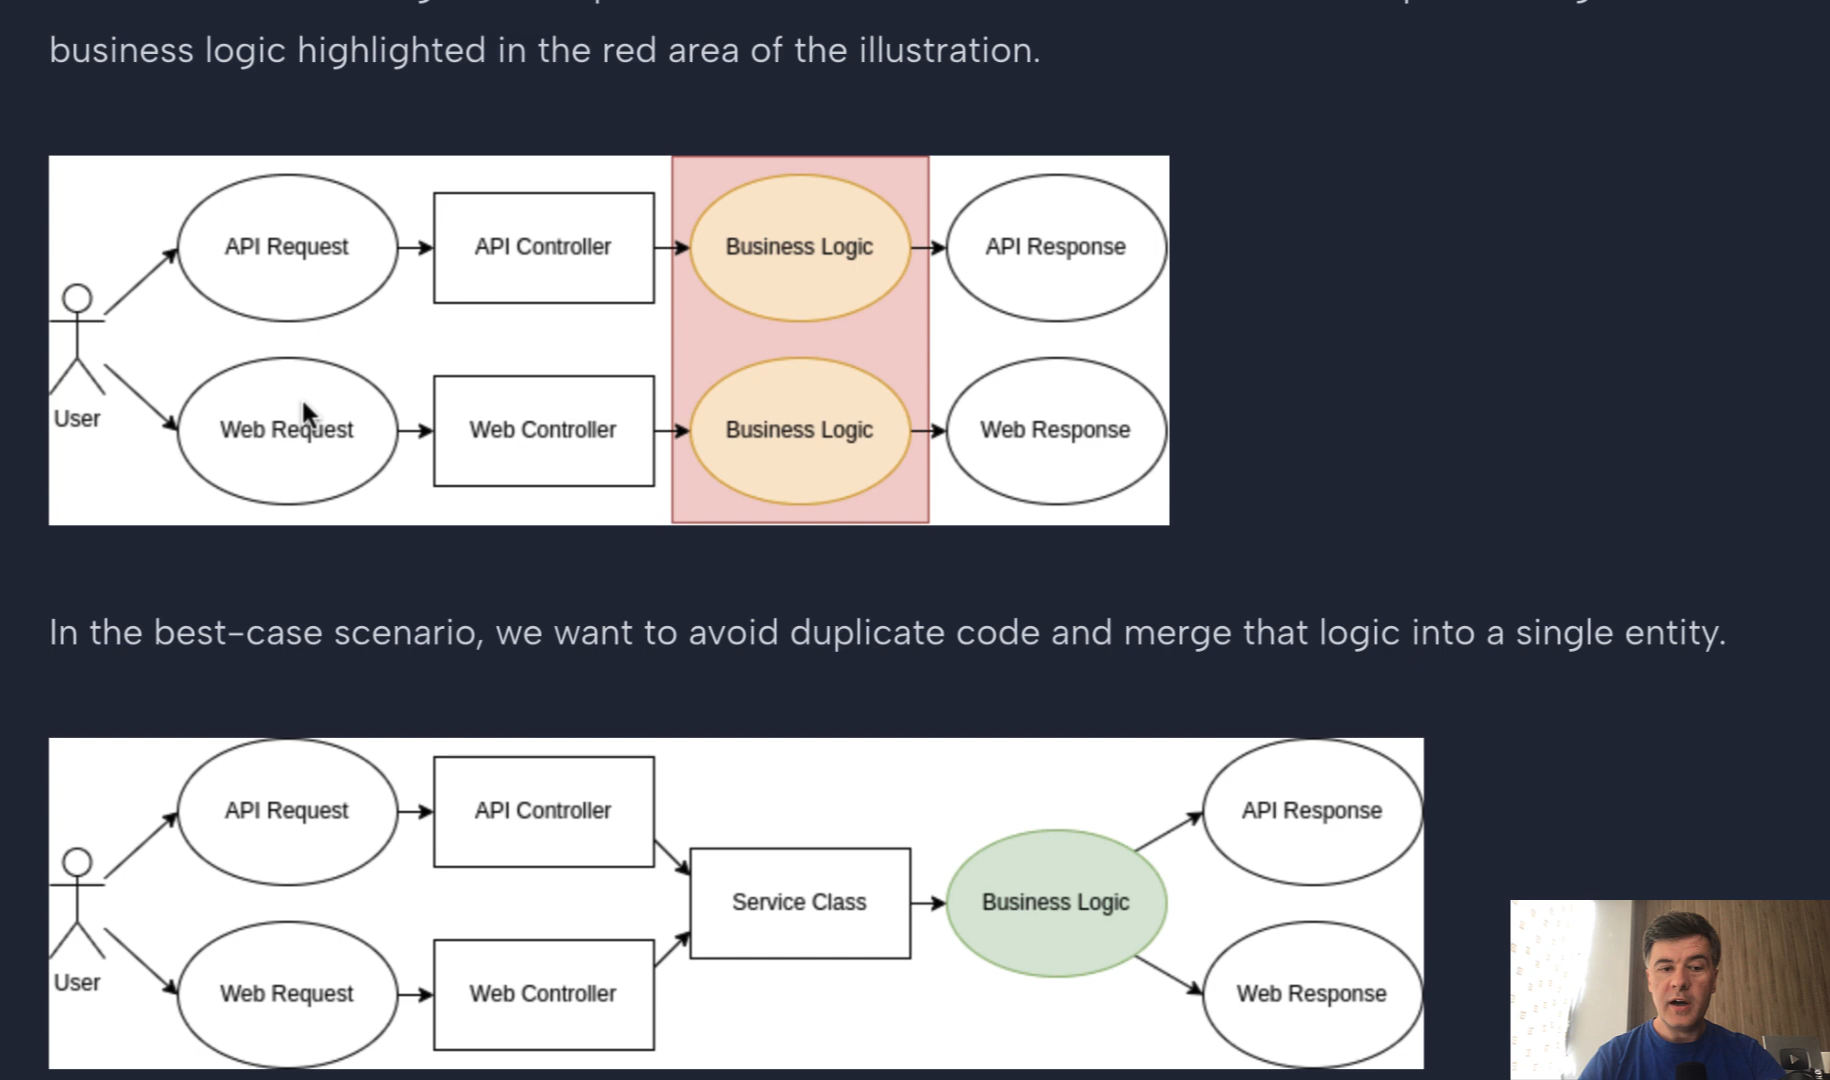 business logic highlighted in the red area of the illustration.
API Request
API Controller
Business Logic
API Response
User
Web Request
Web Controller
Business Logic
Web Response
In the best-case scenario, we want to avoid duplicate code and merge that logic into a single entity.
API Request
API Controller
API Response
Service Class
Business Logic
User
Web Request
Web Controller
Web Response